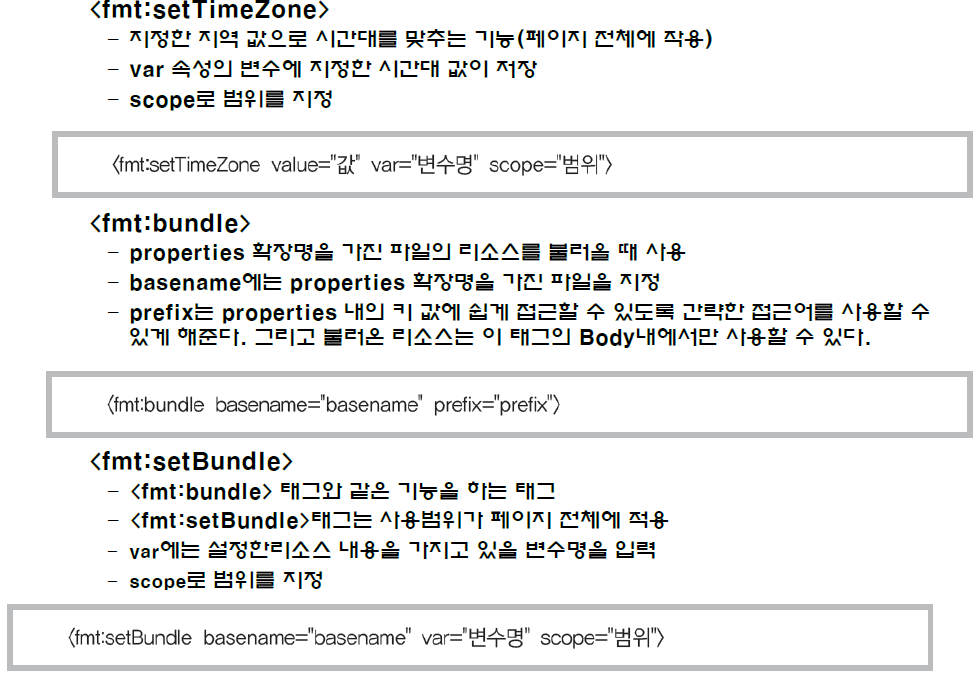 <fmt:setTimeZone>
– 지정한 지역 값으로 시간대를 맞추는 기능(페이지 전체에 작용)
– var 속성의 변수에 지정한 시간대 값이 저장
– scope로 범위를 지정
〈fmt:setTimeZone value="값" var="변수명" scope="범위"〉
<fmt:bundle>
– properties 확장명을 가진 파일의 리소스를 불러올 때 사용
– basename에는 properties 확장명을 가진 파일을 지정
– prefix는 properties 내의 키 값에 쉽게 접근할 수 있도록 간략한 접근어를 사용할 수
있게 해준다. 그리고 불러온 리소스는 이 태그의 Body내에서만 사용할 수 있다.
〈fmt:bundle basename="basename" prefix="prefix"〉
<fmt:setBundle>
– <fmt:bundle> 태그와 같은 기능을 하는 태그
– <fmt:setBundle>태그는 사용범위가 페이지 전체에 적용
– var에는 설정한리소스 내용을 가지고 있을 변수명을 입력
– scope로 범위를 지정
〈fmt:setBundle basename="basename" var="변수명" scope="범위"〉